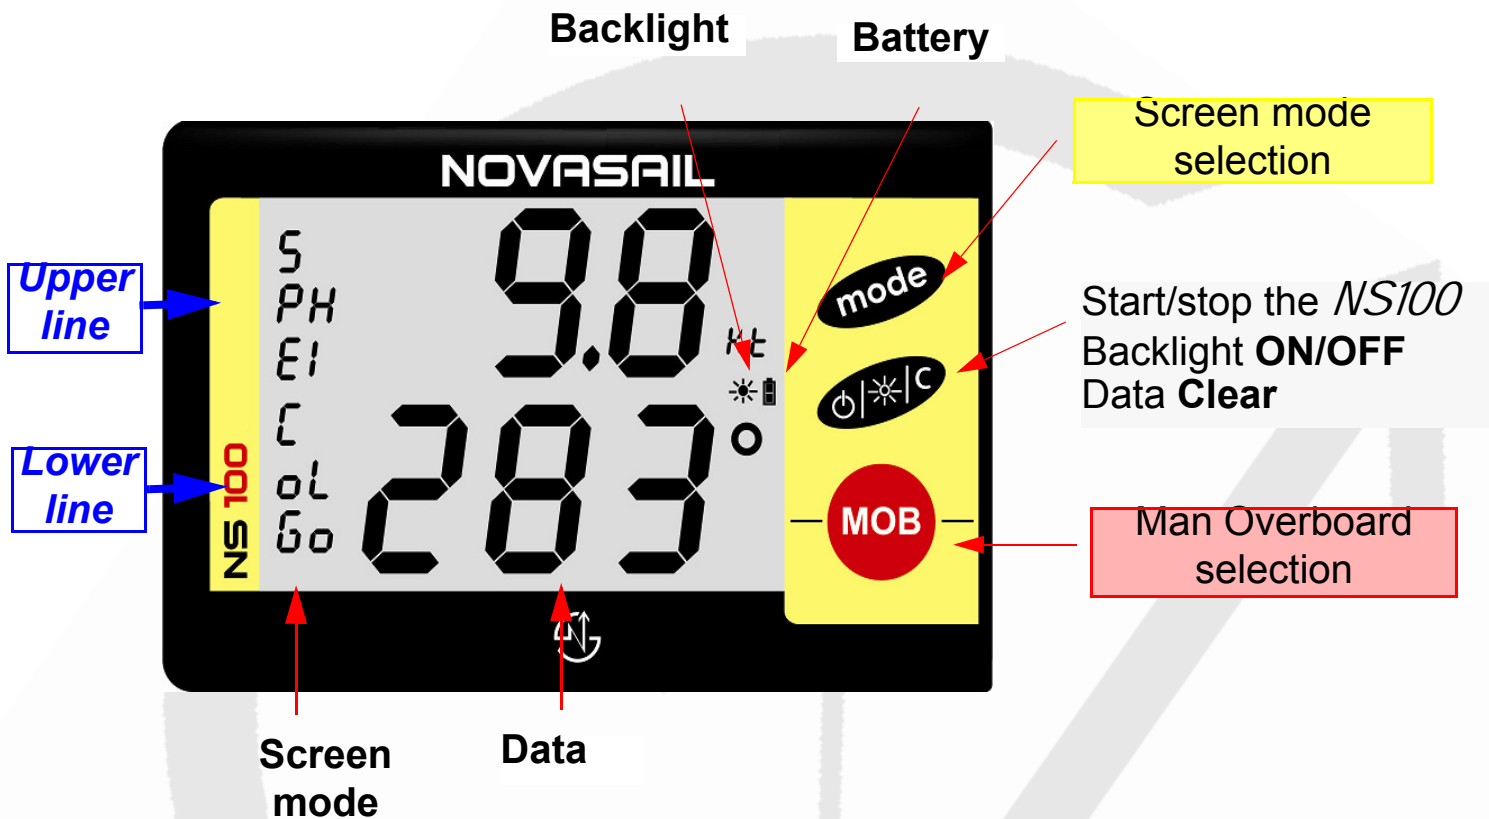 Backlight
Battery
Screen mode
selection
NOVASAIL
S
PH
EI
C
oL
Go
9.8
Kt
283
NS 100
mode
C
MOB
Upper
line
Lower
line
Start/stop the NS100
Backlight ON/OFF
Data Clear
Man Overboard
selection
Screen
mode
Data